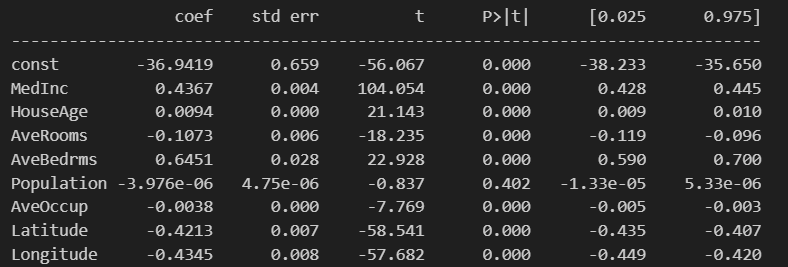 coef std err t P>|t| [0.025 0.975]
------------------------------------------------------------------------------
const -36.9419 0.659 -56.067 0.000 -38.233 -35.650
MedInc 0.4367 0.004 104.054 0.000 0.428 0.445
HouseAge 0.0094 0.000 21.143 0.000 0.009 0.010
AveRooms -0.1073 0.006 -18.235 0.000 -0.119 -0.096
AveBedrms 0.6451 0.028 22.928 0.000 0.590 0.700
Population -3.976e-06 4.75e-06 -0.837 0.402 -1.33e-05 5.33e-06
AveOccup -0.0038 0.000 -7.769 0.000 -0.005 -0.003
Latitude -0.4213 0.007 -58.541 0.000 -0.435 -0.407
Longitude -0.4345 0.008 -57.682 0.000 -0.449 -0.420